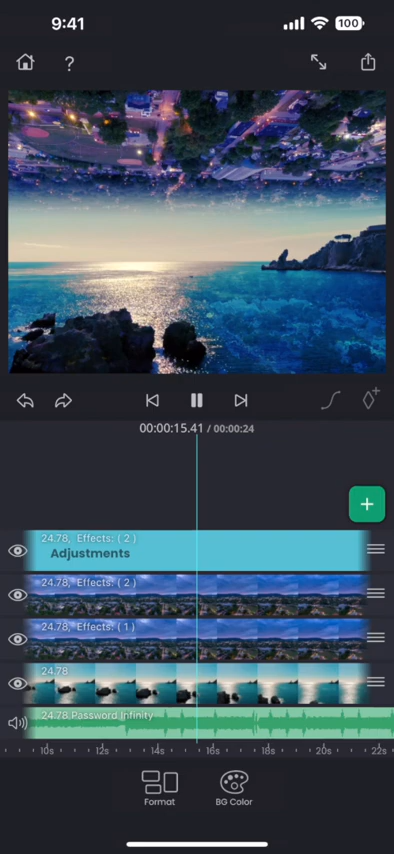 9:41
100
?
00:00:15.41 / 00:00:24
+
24.78, Effects: ( 2 )
Adjustments
24.78, Effects: ( 2 )
24.78, Effects: ( 1 )
24.78
24.78 Password Infinity
10s 12s 14s 16s 18s 20s 22s
Format BG Color